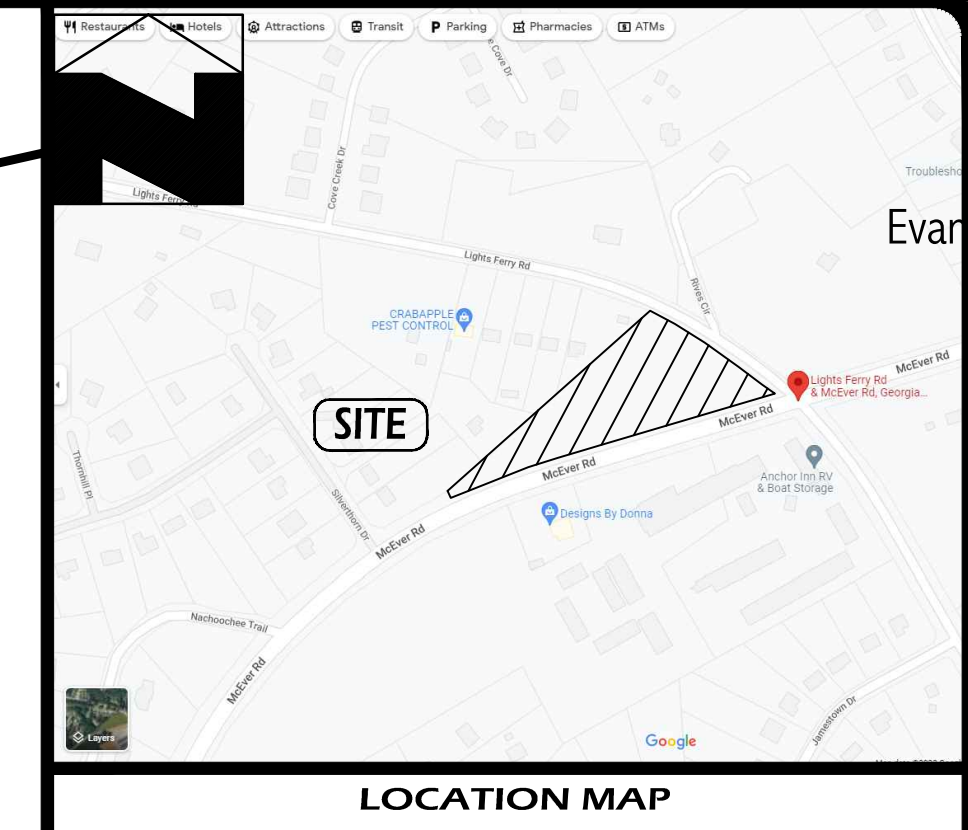 Restaurants Hotels Attractions Transit Parking Pharmacies ATMs
e Cove Dr
Cove Creek Dr
Lights Ferry Rd
Troublesho
Evan
Lights Ferry Rd
Rives Cir
CRABAPPLE
PEST CONTROL
McEver Rd
Lights Ferry Rd
& McEver Rd, Georgia...
SITE
McEver Rd
McEver Rd
Anchor Inn RV
& Boat Storage
Thornhill Pl
Silverthorn Dr
Designs By Donna
McEver Rd
Nachoochee Trail
McEver Rd
Jamestown Dr
Layers
Google
LOCATION MAP